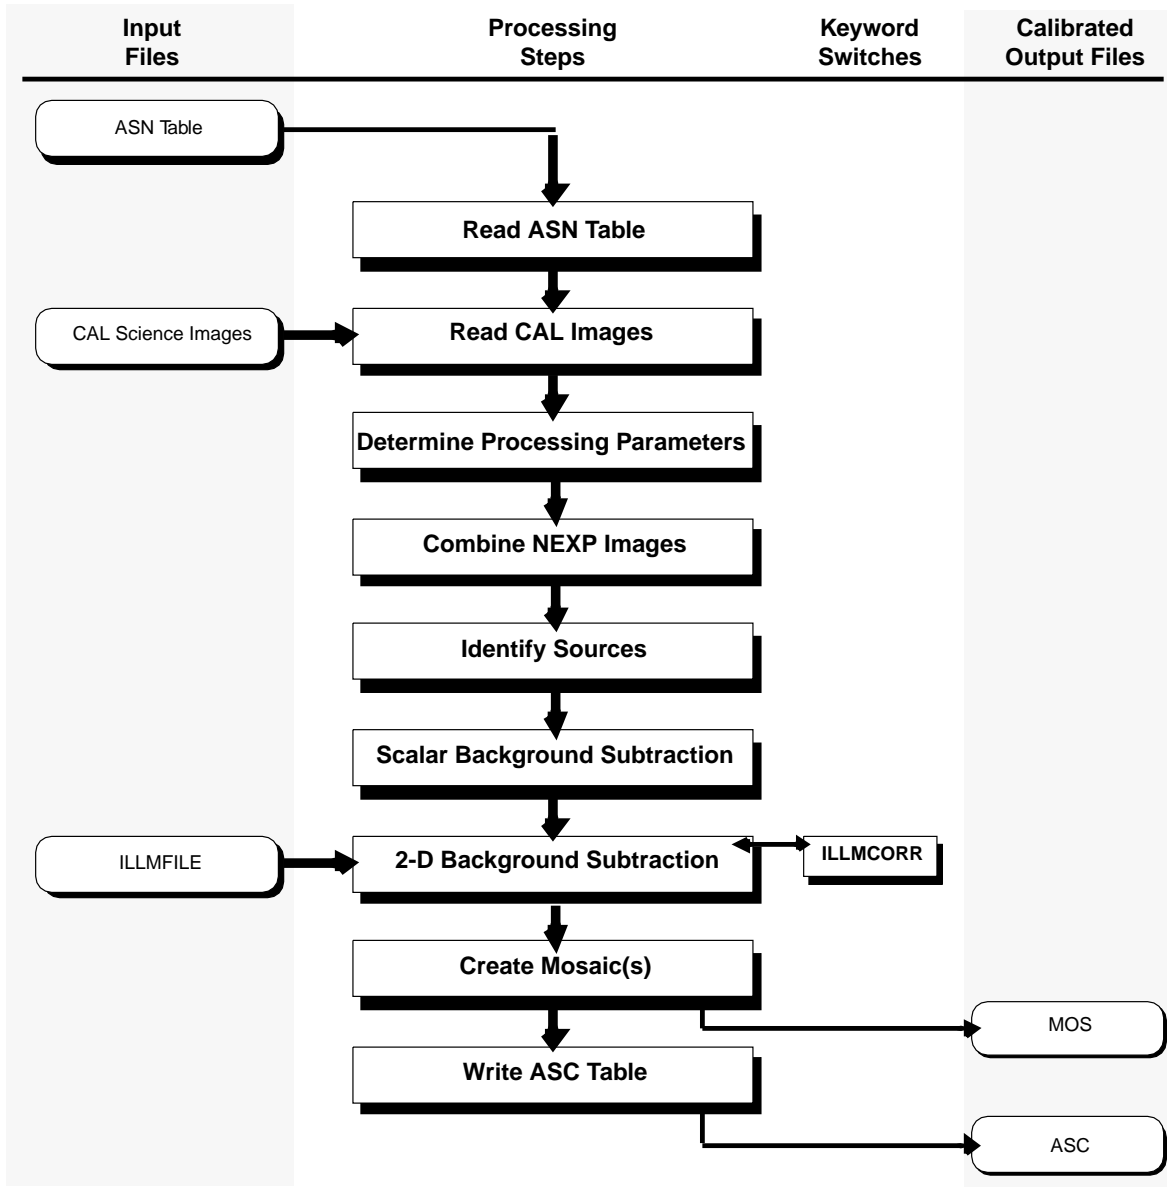 Input
Files
Processing
Steps
Keyword
Switches
Calibrated
Output Files
ASN Table
Read ASN Table
CAL Science Images
Read CAL Images
Determine Processing Parameters
Combine NEXP Images
Identify Sources
Scalar Background Subtraction
ILLMFILE
2-D Background Subtraction
ILLMCORR
Create Mosaic(s)
MOS
Write ASC Table
ASC